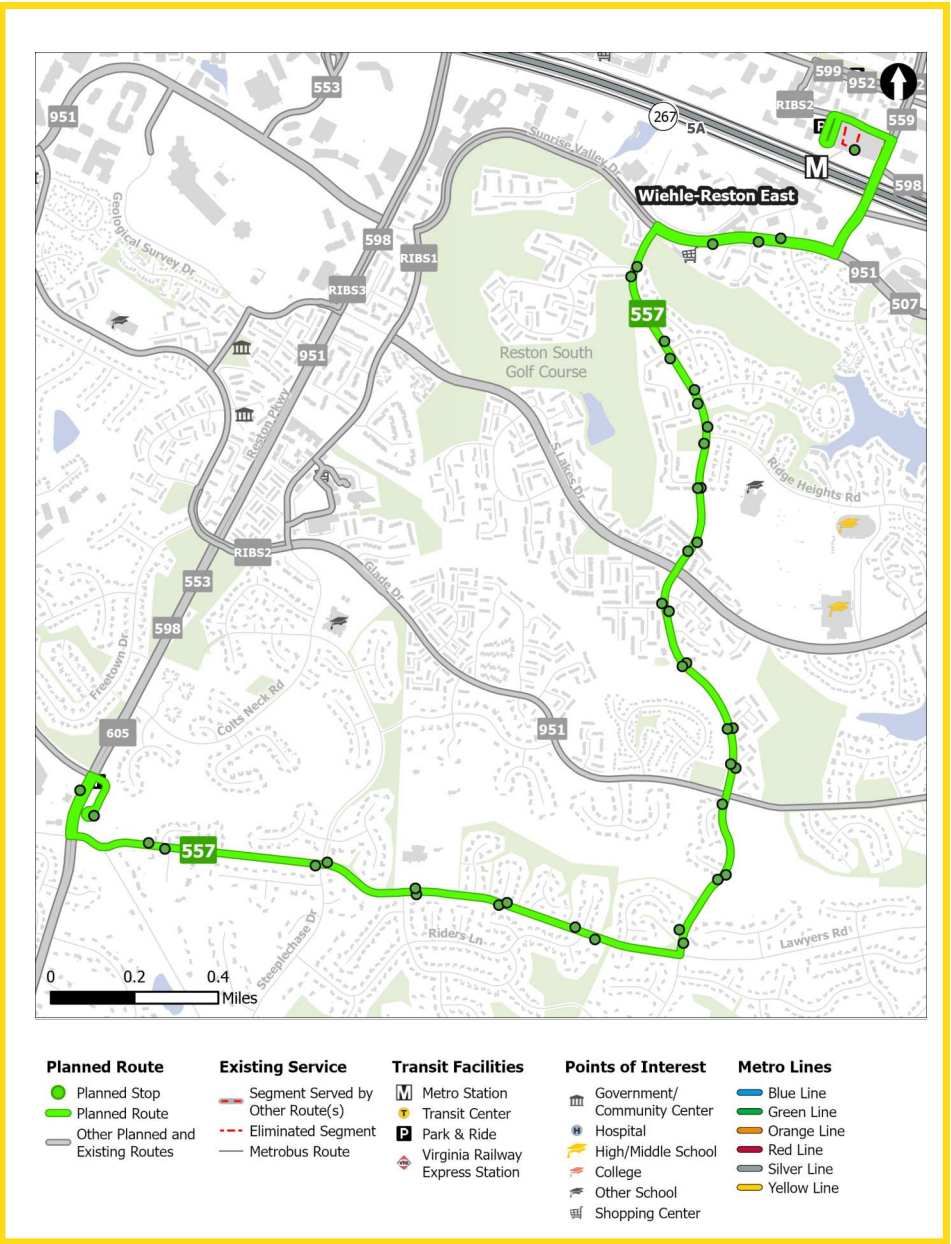 553
599
952
951
RIBS2
559
267
5A
P
M
Sunrise Valley Dr
Wiehle-Reston East
598
Geological Survey Dr
598
RIBS1
951
RIBS3
507
557
951
Reston South
Golf Course
Reston Pkwy
S Lakes Dr
Ridge Heights Rd
RIBS2
553
Glade Dr
598
Freetown Dr
Colts Neck Rd
605
951
557
Riders Ln
Lawyers Rd
Steeplechase Dr
0 0.2 0.4
Miles
Planned Route
Planned Stop
Planned Route
Other Planned and
Existing Routes
Existing Service
Segment Served by
Other Route(s)
Eliminated Segment
Metrobus Route
Transit Facilities
M Metro Station
T Transit Center
P Park & Ride
VRE Virginia Railway
Express Station
Points of Interest
Government/
Community Center
H Hospital
High/Middle School
College
Other School
Shopping Center
Metro Lines
Blue Line
Green Line
Orange Line
Red Line
Silver Line
Yellow Line